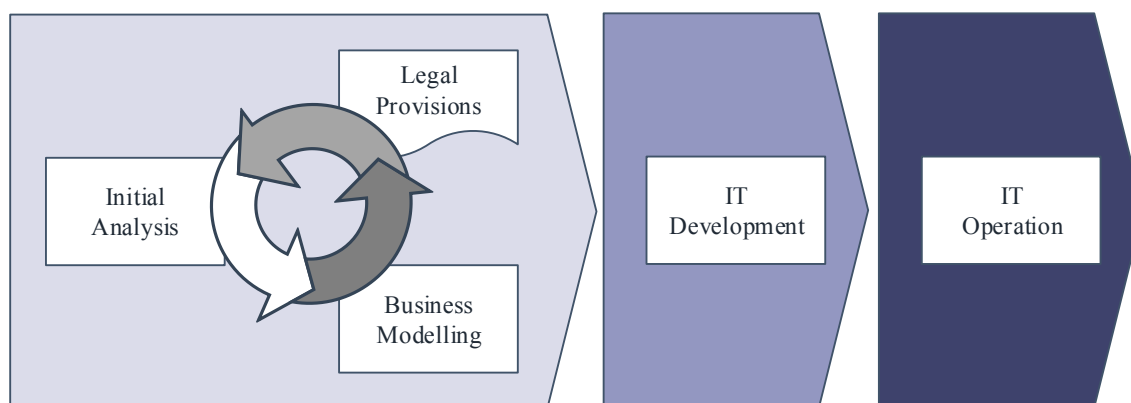 Legal
Provisions
Initial
Analysis
Business
Modelling
IT
Development
IT
Operation